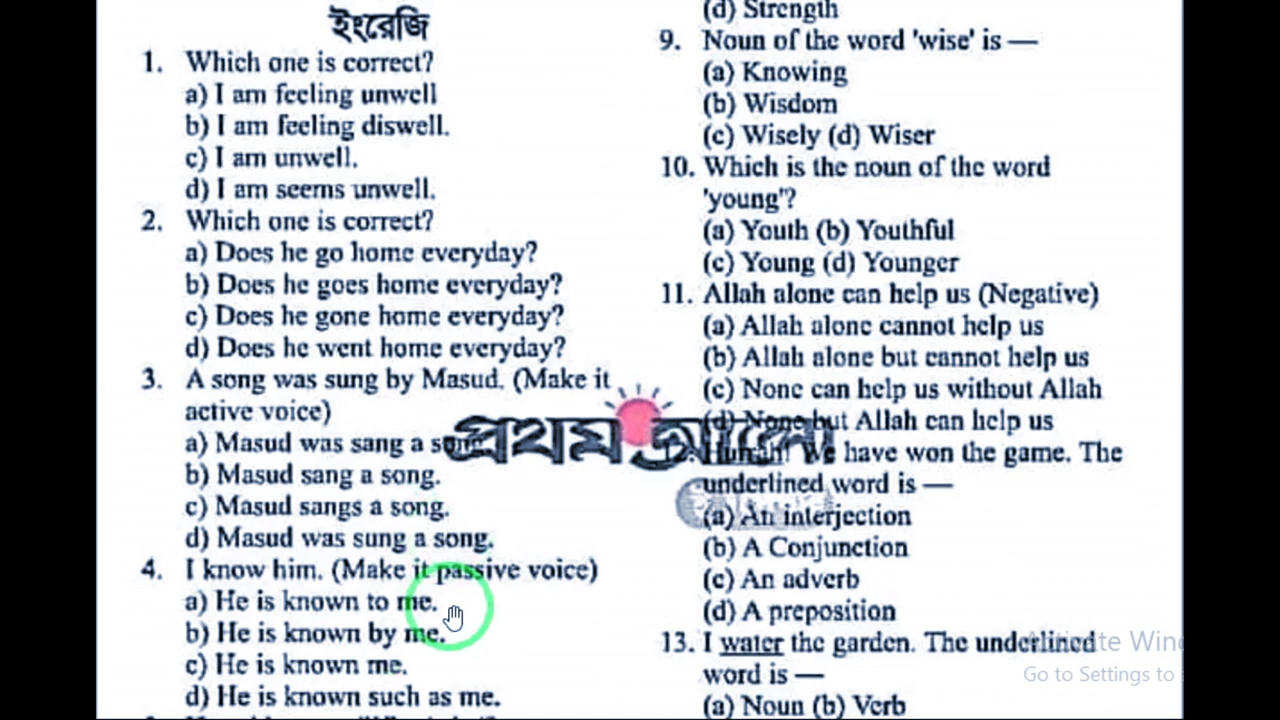 ইংরেজি
1. Which one is correct?
a) I am feeling unwell
b) I am feeling diswell.
c) I am unwell.
d) I am seems unwell.
2. Which one is correct?
a) Does he go home everyday?
b) Does he goes home everyday?
c) Does he gone home everyday?
d) Does he went home everyday?
3. A song was sung by Masud. (Make it
active voice)
a) Masud was sang a song.
b) Masud sang a song.
c) Masud sangs a song.
d) Masud was sung a song.
4. I know him. (Make it passive voice)
a) He is known to me.
b) He is known by me.
c) He is known me.
d) He is known such as me.
(d) Strength
9. Noun of the word 'wise' is —
(a) Knowing
(b) Wisdom
(c) Wisely (d) Wiser
10. Which is the noun of the word
'young'?
(a) Youth (b) Youthful
(c) Young (d) Younger
11. Allah alone can help us (Negative)
(a) Allah alone cannot help us
(b) Allah alone but cannot help us
(c) None can help us without Allah
(d) None but Allah can help us
12. Hurrah! We have won the game. The
underlined word is —
(a) An interjection
(b) A Conjunction
(c) An adverb
(d) A preposition
13. I water the garden. The underlined
word is —
(a) Noun (b) Verb
প্রথম আলো
Activate Wind
Go to Settings to